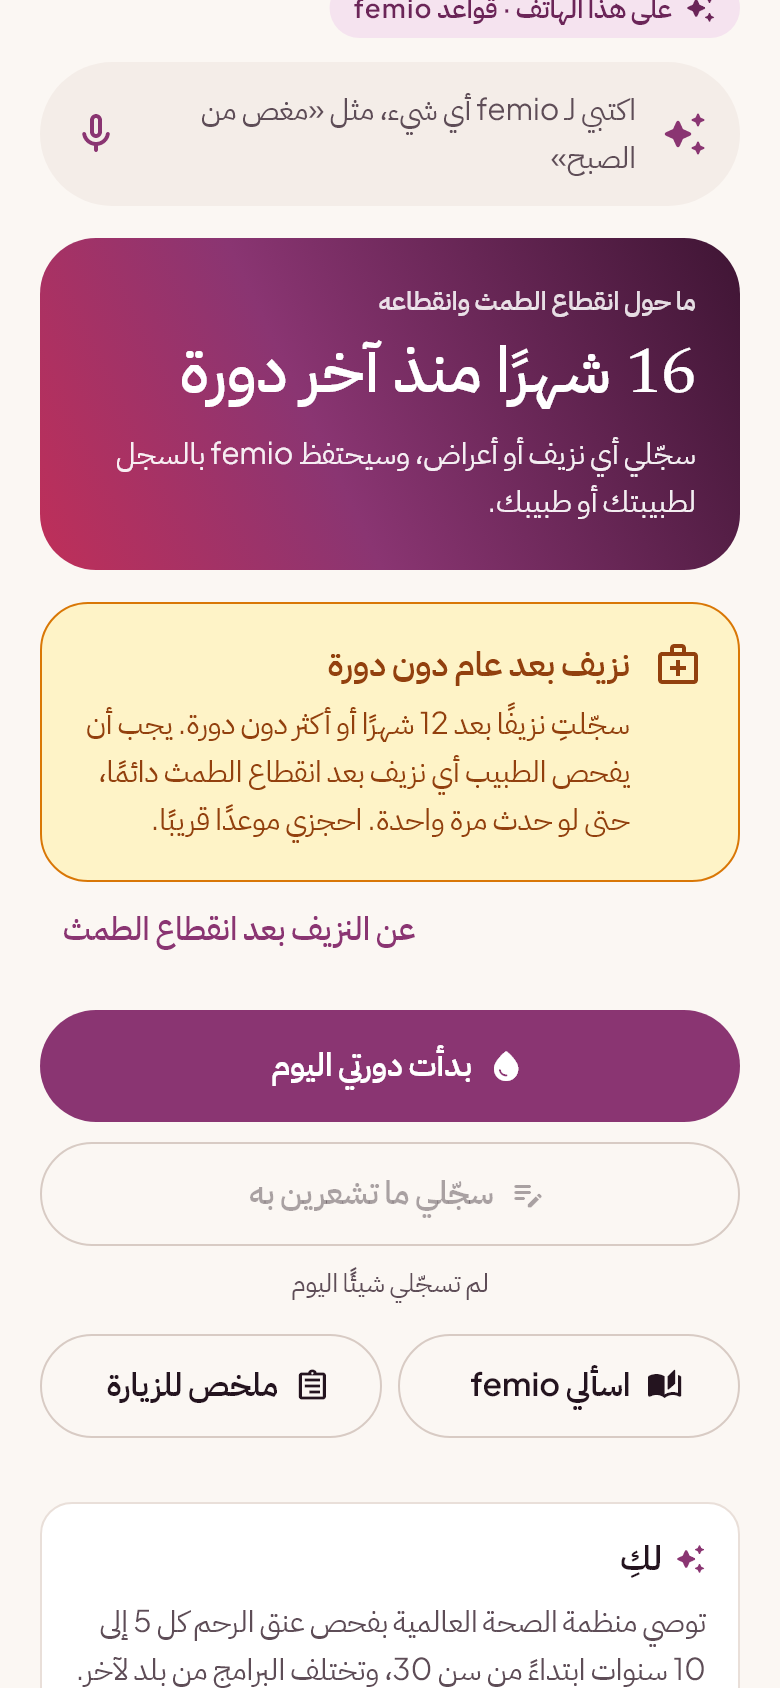 على هذا الهاتف · قواعد femio
اكتبي لـ femio أي شيء، مثل «مغص من
الصبح»
ما حول انقطاع الطمث وانقطاعه
16 شهرًا منذ آخر دورة
سجّلي أي نزيف أو أعراض، وسيحتفظ femio بالسجل
لطبيبتك أو طبيبك.
نزيف بعد عام دون دورة
سجّلتِ نزيفًا بعد 12 شهرًا أو أكثر دون دورة. يجب أن
يفحص الطبيب أي نزيف بعد انقطاع الطمث دائمًا،
حتى لو حدث مرة واحدة. احجزي موعدًا قريبًا.
عن النزيف بعد انقطاع الطمث
بدأت دورتي اليوم
سجّلي ما تشعرين به
لم تسجّلي شيئًا اليوم
اسألي femio
ملخص للزيارة
لكِ
توصي منظمة الصحة العالمية بفحص عنق الرحم كل 5 إلى
10 سنوات ابتداءً من سن 30، وتختلف البرامج من بلد لآخر.